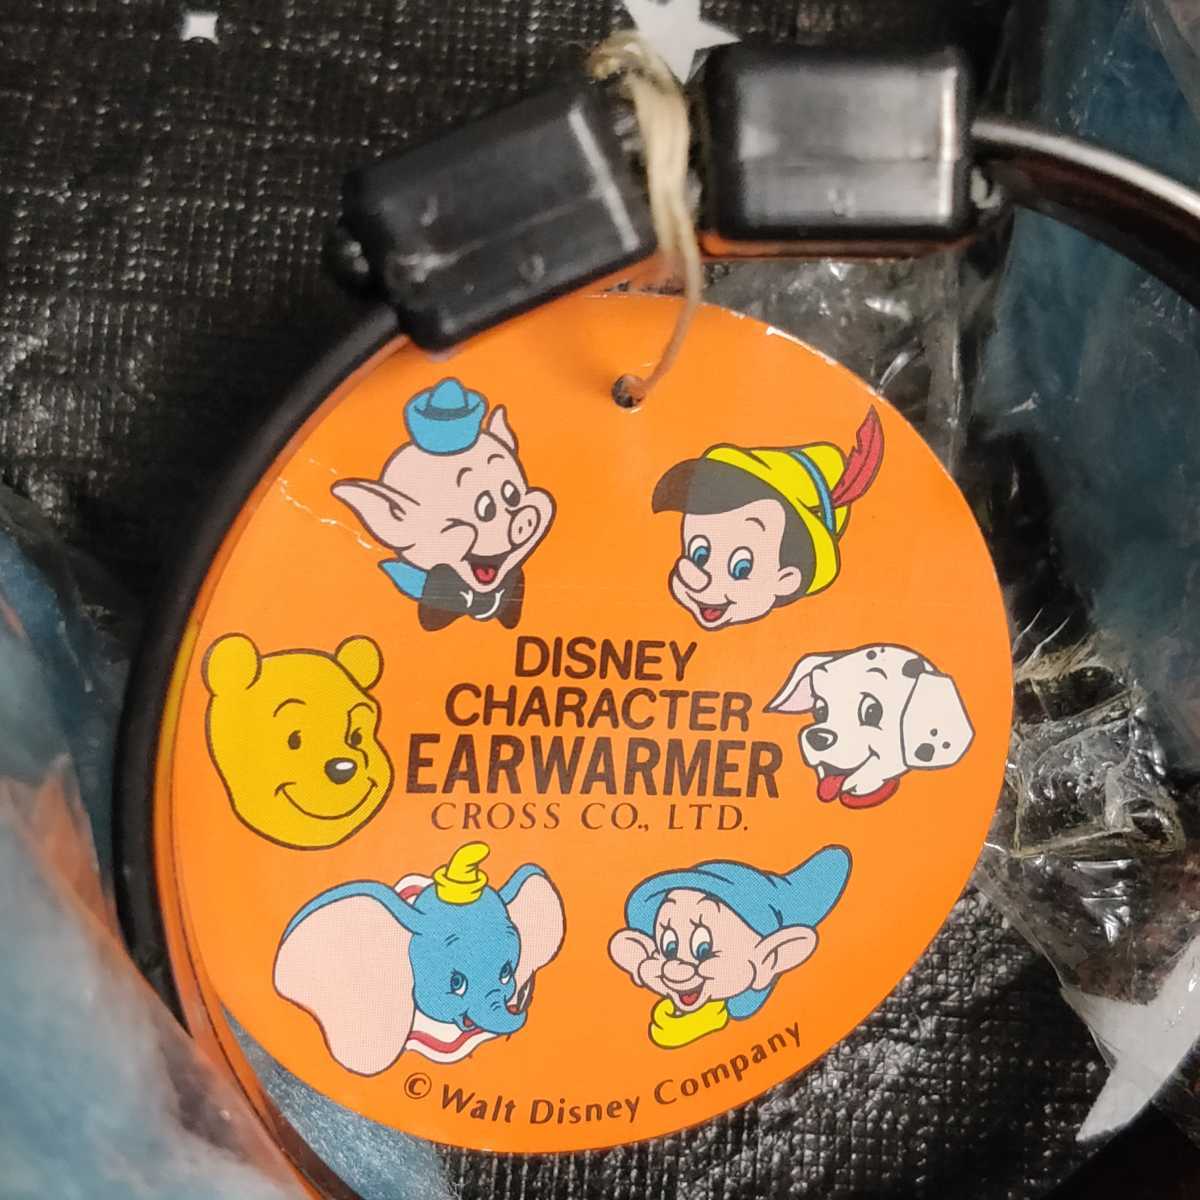 DISNEY
CHARACTER
EARWARMER
CROSS CO., LTD.
© Walt Disney Company